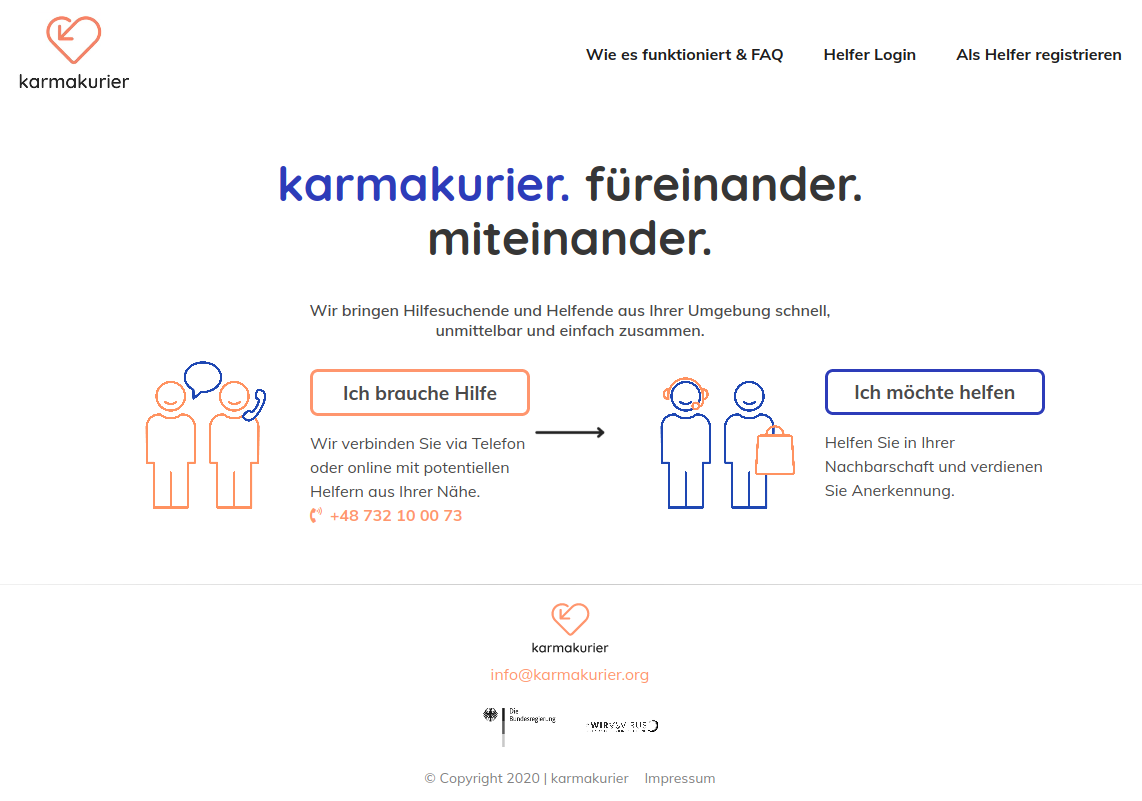 karmakurier
Wie es funktioniert & FAQ
Helfer Login
Als Helfer registrieren
karmakurier. füreinander.
miteinander.
Wir bringen Hilfesuchende und Helfende aus Ihrer Umgebung schnell,
unmittelbar und einfach zusammen.
Ich brauche Hilfe
Wir verbinden Sie via Telefon
oder online mit potentiellen
Helfern aus Ihrer Nähe.
+48 732 10 00 73
Ich möchte helfen
Helfen Sie in Ihrer
Nachbarschaft und verdienen
Sie Anerkennung.
karmakurier
info@karmakurier.org
Die
Bundesregierung
WIR
© Copyright 2020 | karmakurier
Impressum